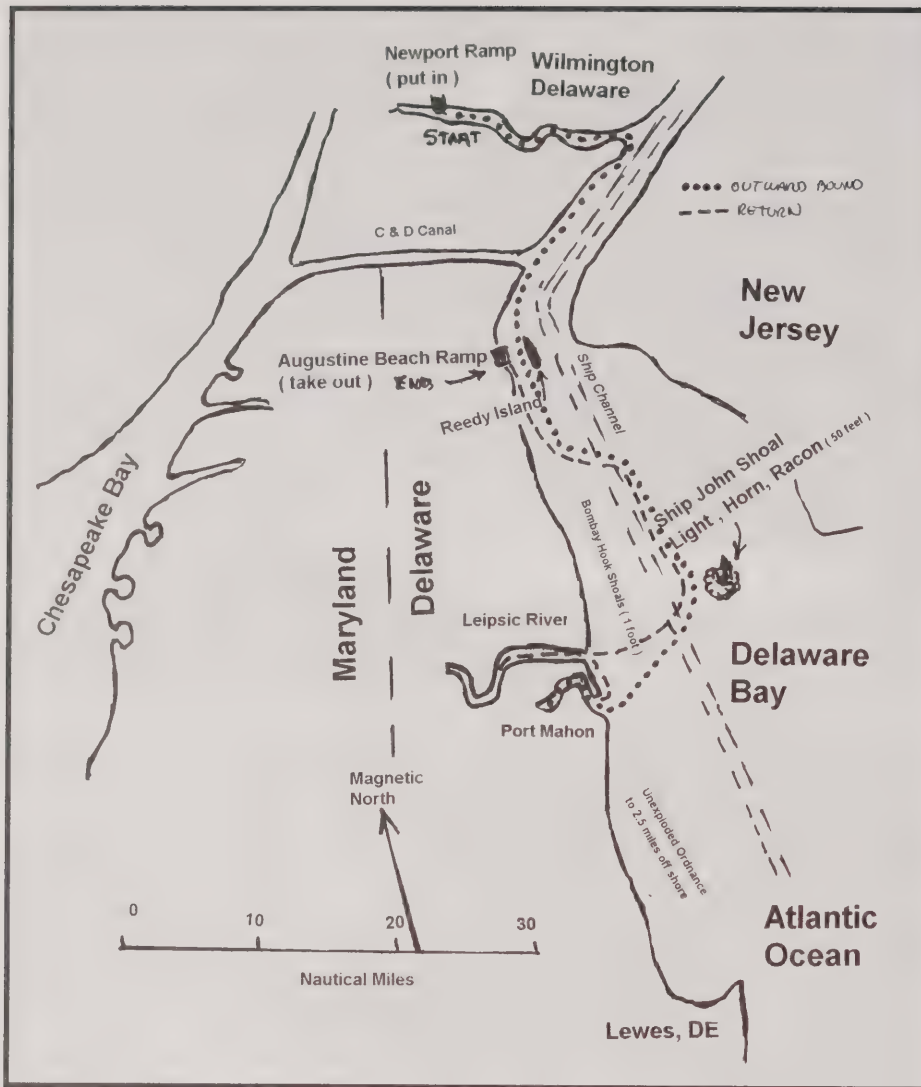 Newport Ramp
( put in )
Wilmington
Delaware
START
•••• OUTWARD BOUND
--- RETURN
C & D Canal
New
Jersey
Augustine Beach Ramp
( take out ) END
Reedy Island
Ship Channel
Ship John Shoal
Light , Horn, Racon ( 50 feet )
Chesapeake Bay
Maryland
Delaware
Bombay Hook Shoals ( 1 foot )
Leipsic River
Delaware
Bay
Port Mahon
Magnetic
North
Unexploded Ordnance
to 2.5 miles off shore
0 10 20 30
Nautical Miles
Atlantic
Ocean
Lewes, DE